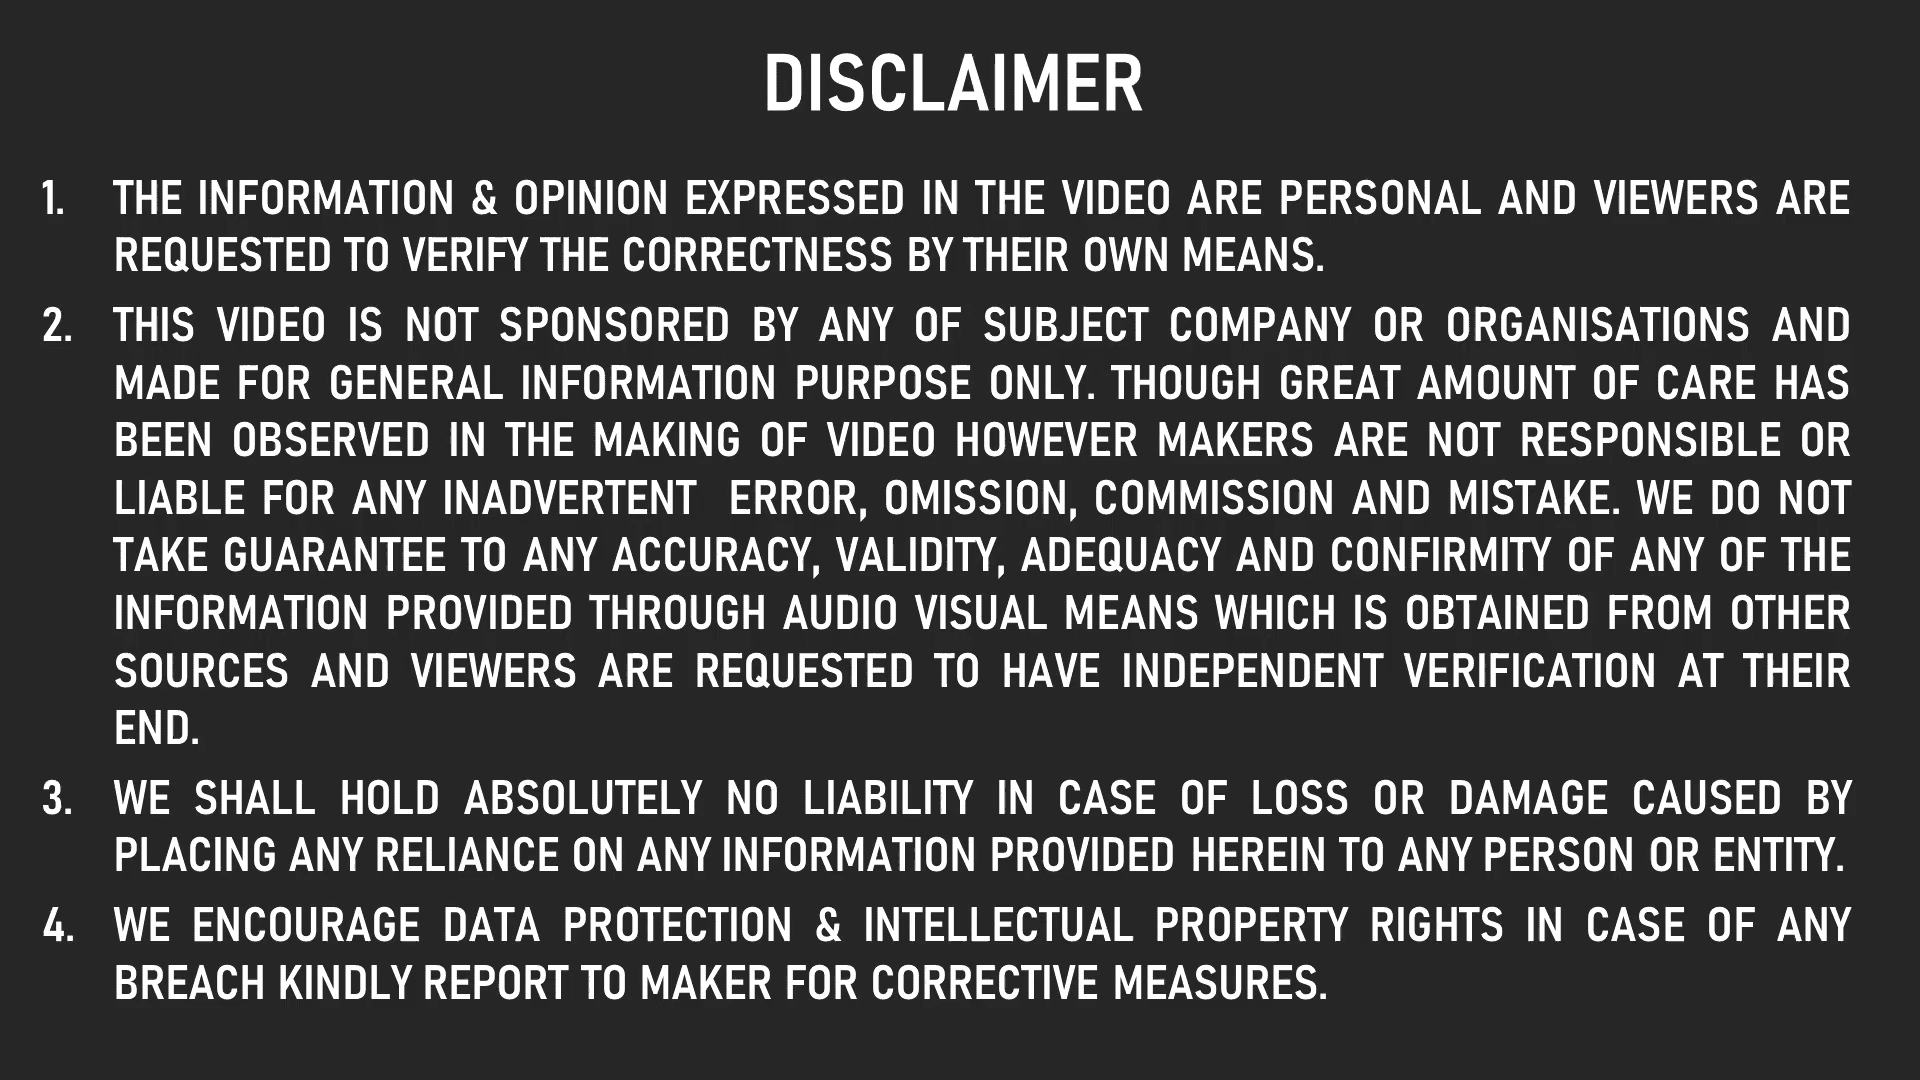 DISCLAIMER
1. THE INFORMATION & OPINION EXPRESSED IN THE VIDEO ARE PERSONAL AND VIEWERS ARE
REQUESTED TO VERIFY THE CORRECTNESS BY THEIR OWN MEANS.
2. THIS VIDEO IS NOT SPONSORED BY ANY OF SUBJECT COMPANY OR ORGANISATIONS AND
MADE FOR GENERAL INFORMATION PURPOSE ONLY. THOUGH GREAT AMOUNT OF CARE HAS
BEEN OBSERVED IN THE MAKING OF VIDEO HOWEVER MAKERS ARE NOT RESPONSIBLE OR
LIABLE FOR ANY INADVERTENT ERROR, OMISSION, COMMISSION AND MISTAKE. WE DO NOT
TAKE GUARANTEE TO ANY ACCURACY, VALIDITY, ADEQUACY AND CONFIRMITY OF ANY OF THE
INFORMATION PROVIDED THROUGH AUDIO VISUAL MEANS WHICH IS OBTAINED FROM OTHER
SOURCES AND VIEWERS ARE REQUESTED TO HAVE INDEPENDENT VERIFICATION AT THEIR
END.
3. WE SHALL HOLD ABSOLUTELY NO LIABILITY IN CASE OF LOSS OR DAMAGE CAUSED BY
PLACING ANY RELIANCE ON ANY INFORMATION PROVIDED HEREIN TO ANY PERSON OR ENTITY.
4. WE ENCOURAGE DATA PROTECTION & INTELLECTUAL PROPERTY RIGHTS IN CASE OF ANY
BREACH KINDLY REPORT TO MAKER FOR CORRECTIVE MEASURES.